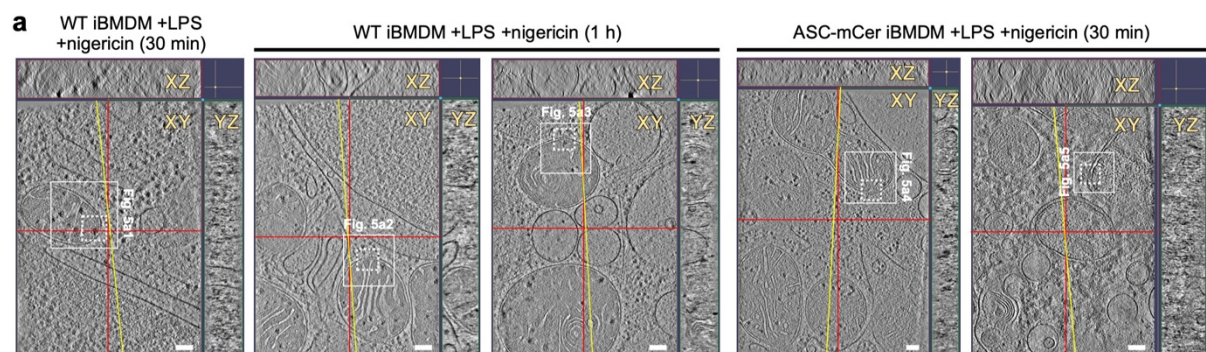 a
WT iBMDM +LPS
+nigericin (30 min)
WT iBMDM +LPS +nigericin (1 h)
ASC-mCer iBMDM +LPS +nigericin (30 min)
XZ
XY
YZ
Fig. 5a1
XZ
XY
YZ
Fig. 5a2
XZ
XY
YZ
Fig. 5a3
XZ
XY
YZ
Fig. 5a4
XZ
XY
YZ
Fig. 5a5